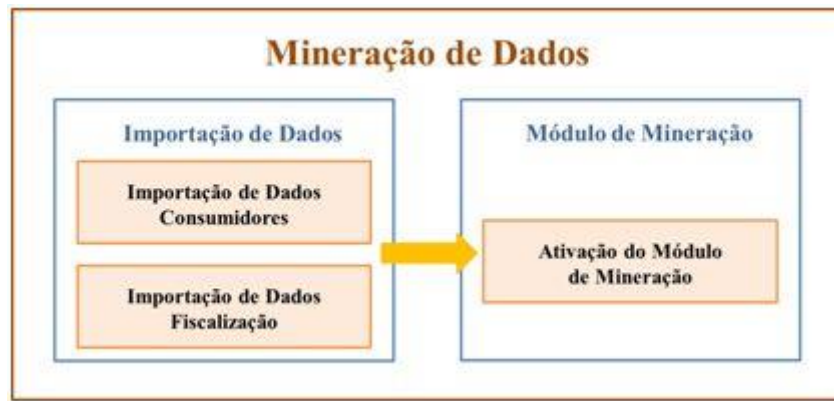 Mineração de Dados
Importação de Dados
Importação de Dados
Consumidores
Importação de Dados
Fiscalização
Módulo de Mineração
Ativação do Módulo
de Mineração